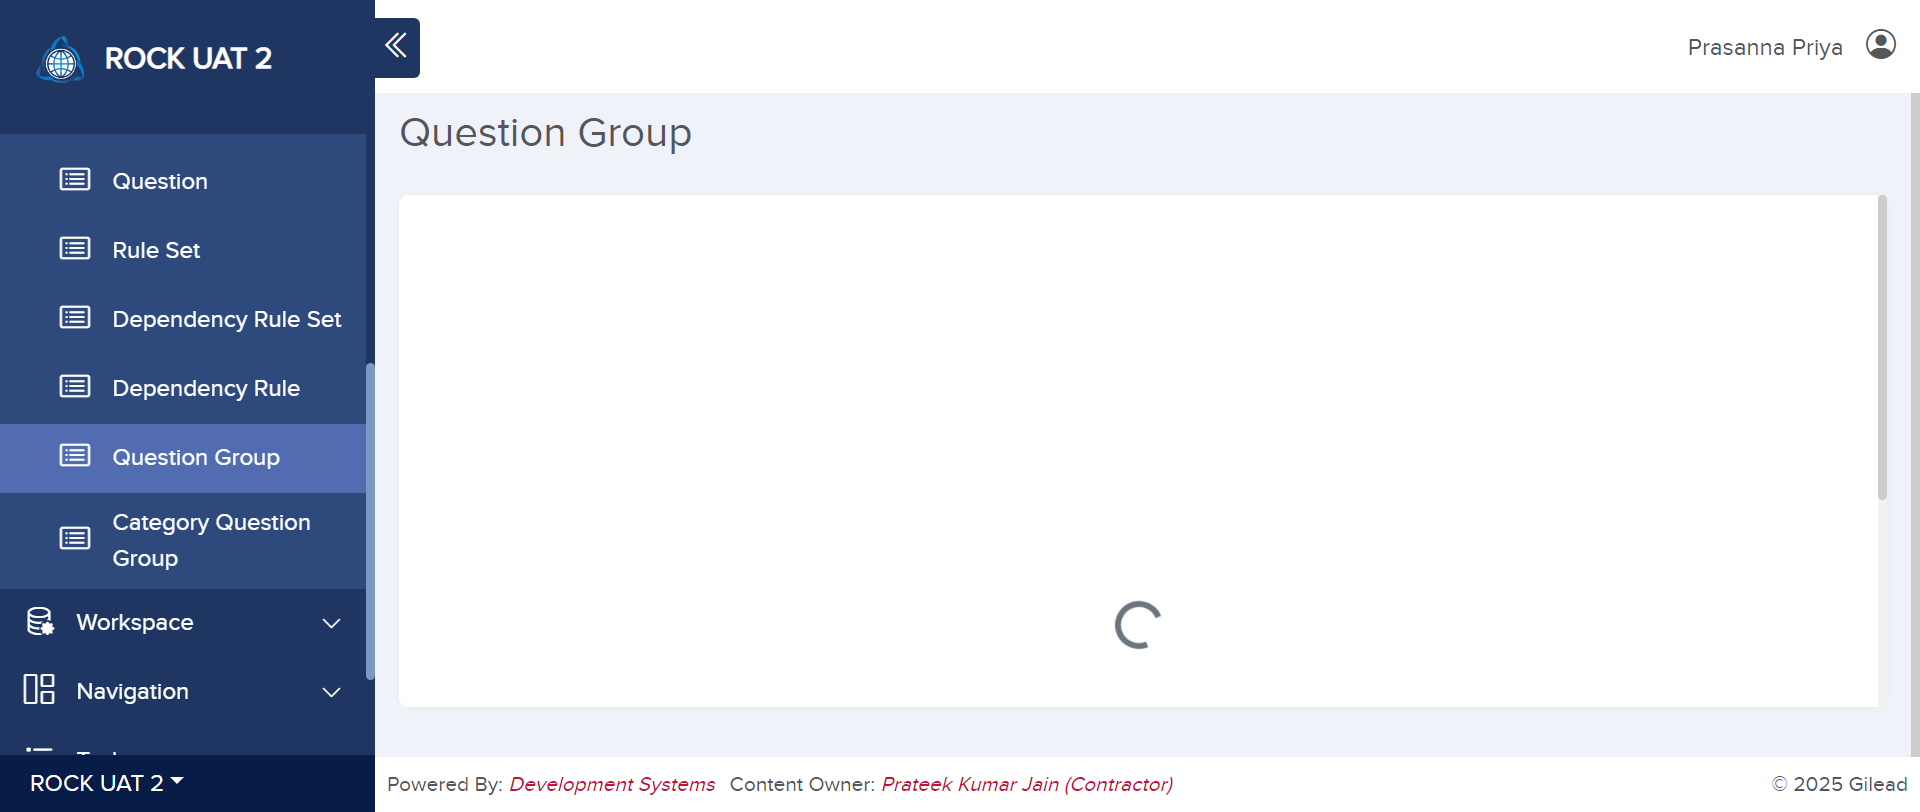 ROCK UAT 2
Prasanna Priya
Question Group
Question
Rule Set
Dependency Rule Set
Dependency Rule
Question Group
Category Question
Group
Workspace
Navigation
ROCK UAT 2
Powered By: Development Systems Content Owner: Prateek Kumar Jain (Contractor)
© 2025 Gilead